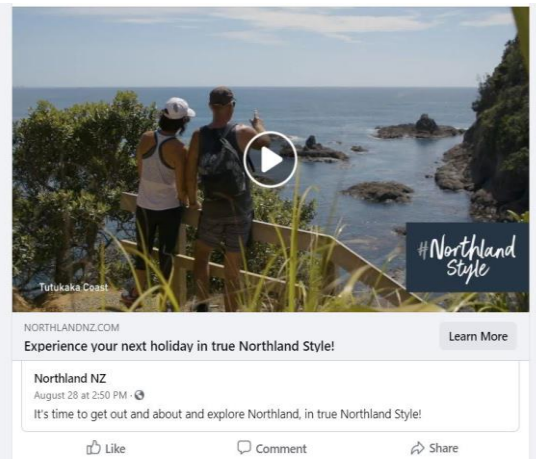 #Northland
Style
Tutukaka Coast
NORTHLANDNZ.COM
Experience your next holiday in true Northland Style!
Learn More
Northland NZ
August 28 at 2:50 PM ·
It's time to get out and about and explore Northland, in true Northland Style!
Like Comment Share